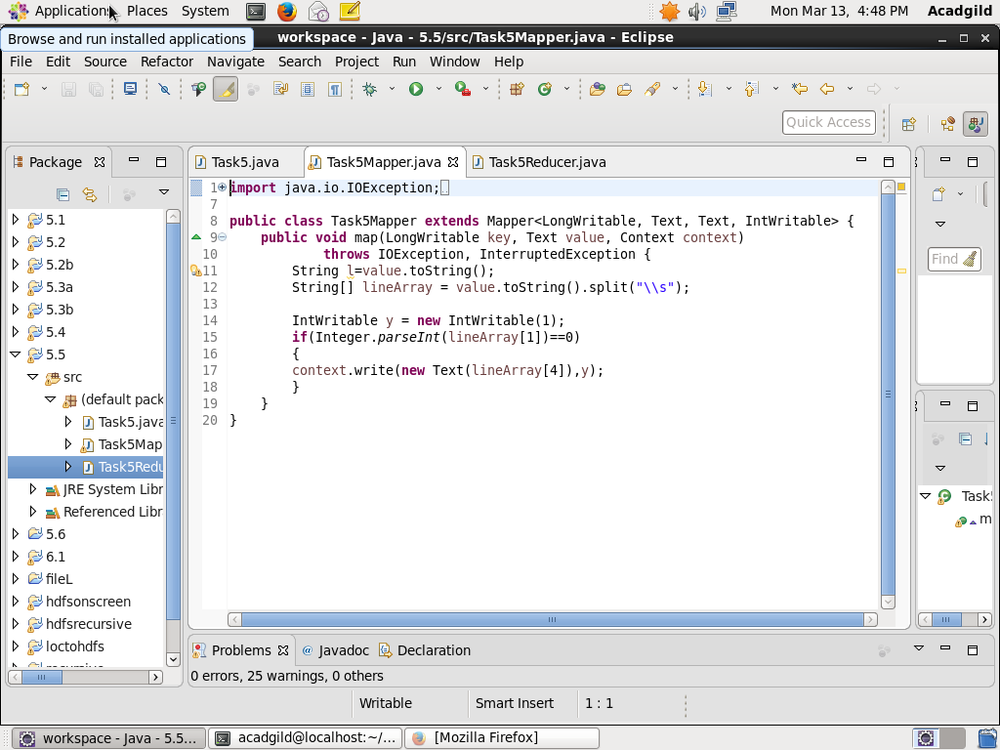 Applications Places System Mon Mar 13, 4:48 PM Acadgild
Browse and run installed applications
workspace - Java - 5.5/src/Task5Mapper.java - Eclipse
File Edit Source Refactor Navigate Search Project Run Window Help
Quick Access
Package
Task5.java Task5Mapper.java Task5Reducer.java
5.1
5.2
5.2b
5.3a
5.3b
5.4
5.5
src
(default pack
Task5.java
Task5Map
Task5Redu
JRE System Libr
Referenced Libr
5.6
6.1
fileL
hdfsonscreen
hdfsrecursive
loctohdfs
1 import java.io.IOException;
7
8 public class Task5Mapper extends Mapper<LongWritable, Text, Text, IntWritable> {
9 public void map(LongWritable key, Text value, Context context)
10 throws IOException, InterruptedException {
11 String l=value.toString();
12 String[] lineArray = value.toString().split("\\s");
13
14 IntWritable y = new IntWritable(1);
15 if(Integer.parseInt(lineArray[1])==0)
16 {
17 context.write(new Text(lineArray[4]),y);
18 }
19 }
20 }
Find
Task5
m
Problems Javadoc Declaration
0 errors, 25 warnings, 0 others
Writable Smart Insert 1 : 1
workspace - Java - 5.5... acadgild@localhost:~/... [Mozilla Firefox]